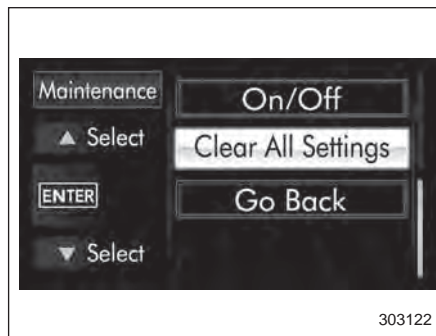 Maintenance
▲ Select
ENTER
▼ Select
On/Off
Clear All Settings
Go Back
303122